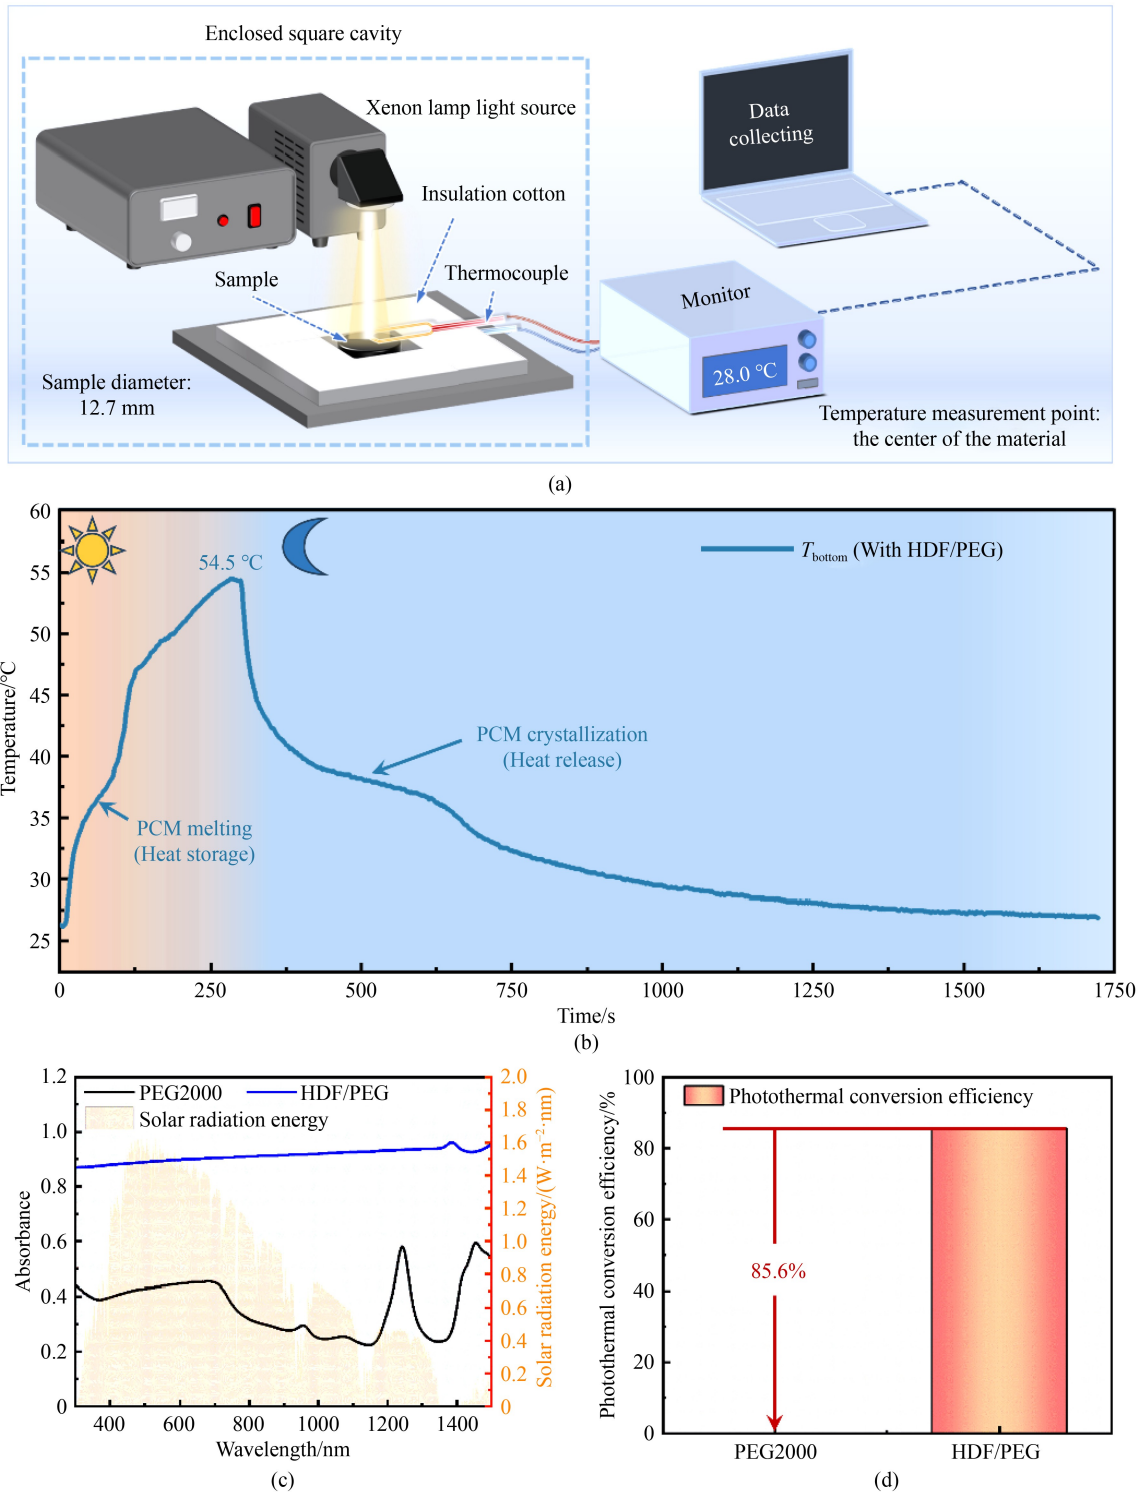 Enclosed square cavity
Xenon lamp light source
Data
collecting
Insulation cotton
Sample
Thermocouple
Monitor
28.0 °C
Sample diameter:
12.7 mm
Temperature measurement point:
the center of the material
(a)
60
55
50
45
40
35
30
25
Temperature/°C
54.5 °C
T_bottom (With HDF/PEG)
PCM crystallization
(Heat release)
PCM melting
(Heat storage)
0 250 500 750 1000 1250 1500 1750
Time/s
(b)
1.2
1.0
0.8
0.6
0.4
0.2
0
Absorbance
PEG2000 HDF/PEG
Solar radiation energy
2.0
1.8
1.6
1.4
1.2
1.0
0.8
0.6
0.4
0.2
0
Solar radiation energy/(W·m⁻²·nm)
400 600 800 1000 1200 1400
Wavelength/nm
(c)
100
80
60
40
20
0
Photothermal conversion efficiency/%
Photothermal conversion efficiency
85.6%
PEG2000 HDF/PEG
(d)